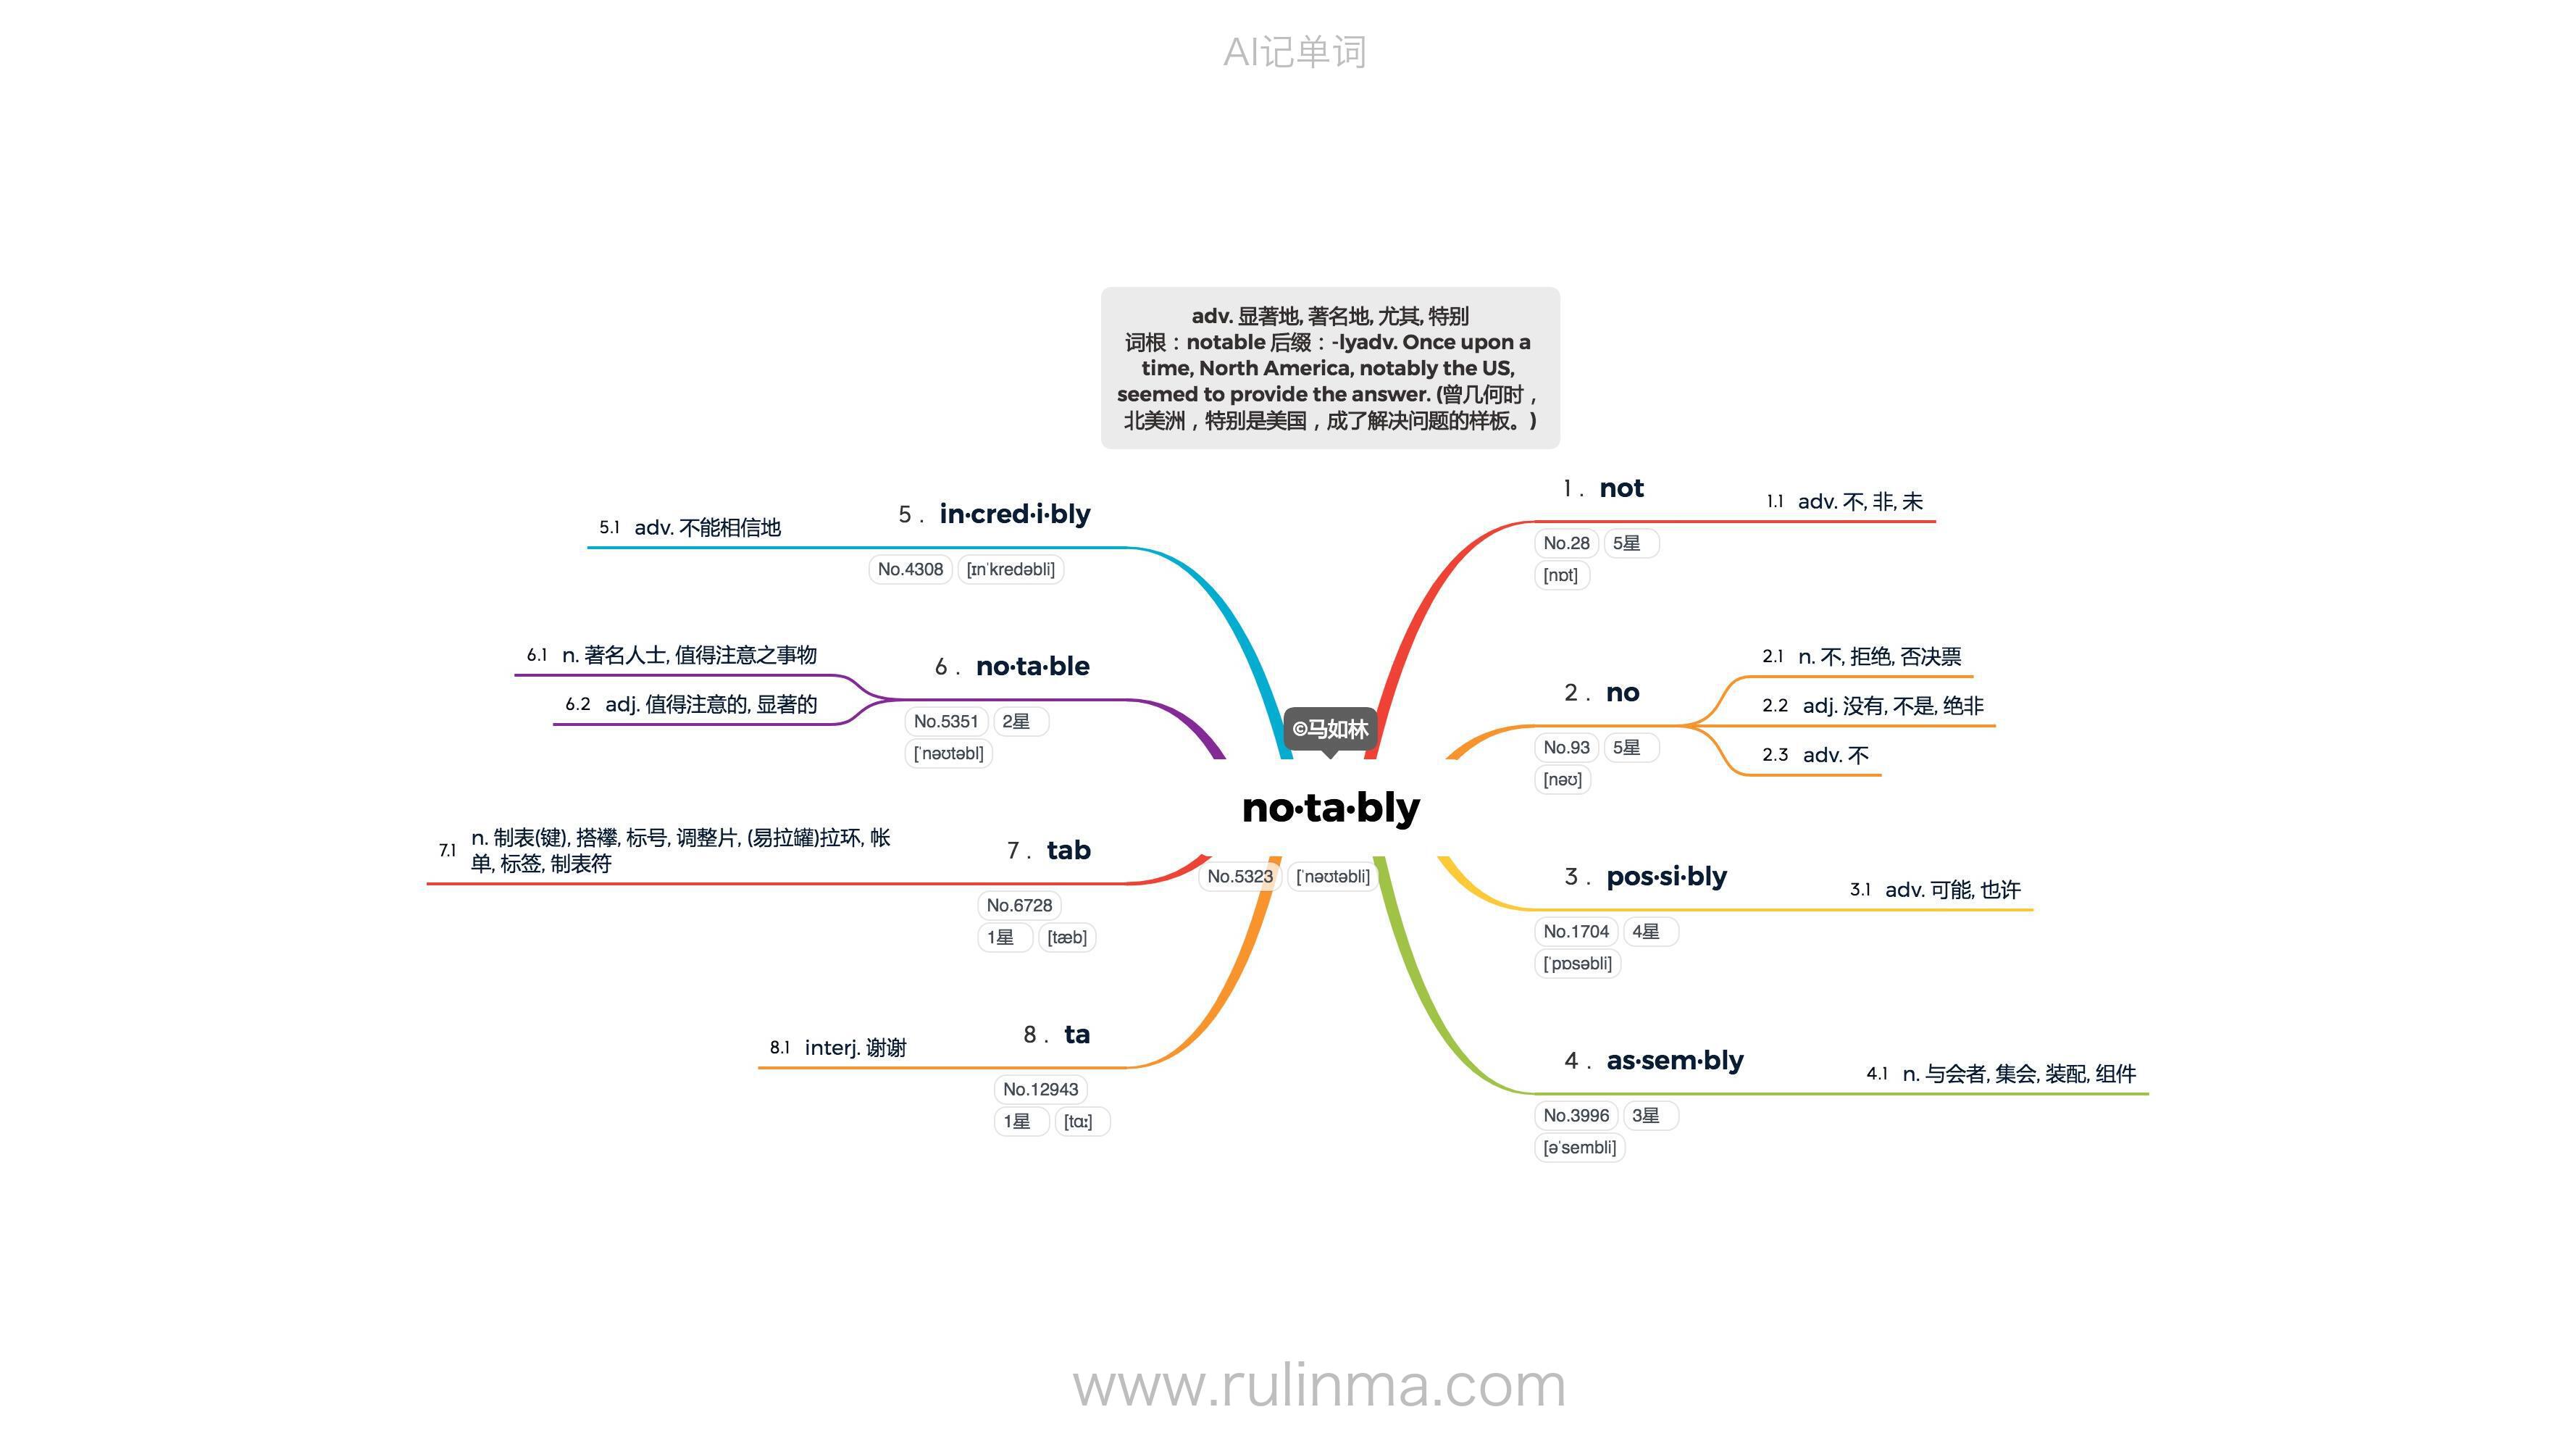 AI记单词
adv. 显著地, 著名地, 尤其, 特别
词根：notable 后缀：-lyadv. Once upon a
time, North America, notably the US,
seemed to provide the answer. (曾几何时，
北美洲，特别是美国，成了解决问题的样板。)
©马如林
no·ta·bly
No.5323 [ˈnəʊtəbli]
1 . not
No.28 5星
[nɒt]
1.1 adv. 不, 非, 未
2 . no
No.93 5星
[nəʊ]
2.1 n. 不, 拒绝, 否决票
2.2 adj. 没有, 不是, 绝非
2.3 adv. 不
3 . pos·si·bly
No.1704 4星
[ˈpɒsəbli]
3.1 adv. 可能, 也许
4 . as·sem·bly
No.3996 3星
[əˈsembli]
4.1 n. 与会者, 集会, 装配, 组件
5 . in·cred·i·bly
No.4308 [ɪnˈkredəbli]
5.1 adv. 不能相信地
6 . no·ta·ble
No.5351 2星
[ˈnəʊtəbl]
6.1 n. 著名人士, 值得注意之事物
6.2 adj. 值得注意的, 显著的
7 . tab
No.6728
1星 [tæb]
7.1 n. 制表(键), 搭襻, 标号, 调整片, (易拉罐)拉环, 帐
单, 标签, 制表符
8 . ta
No.12943
1星 [tɑː]
8.1 interj. 谢谢
www.rulinma.com